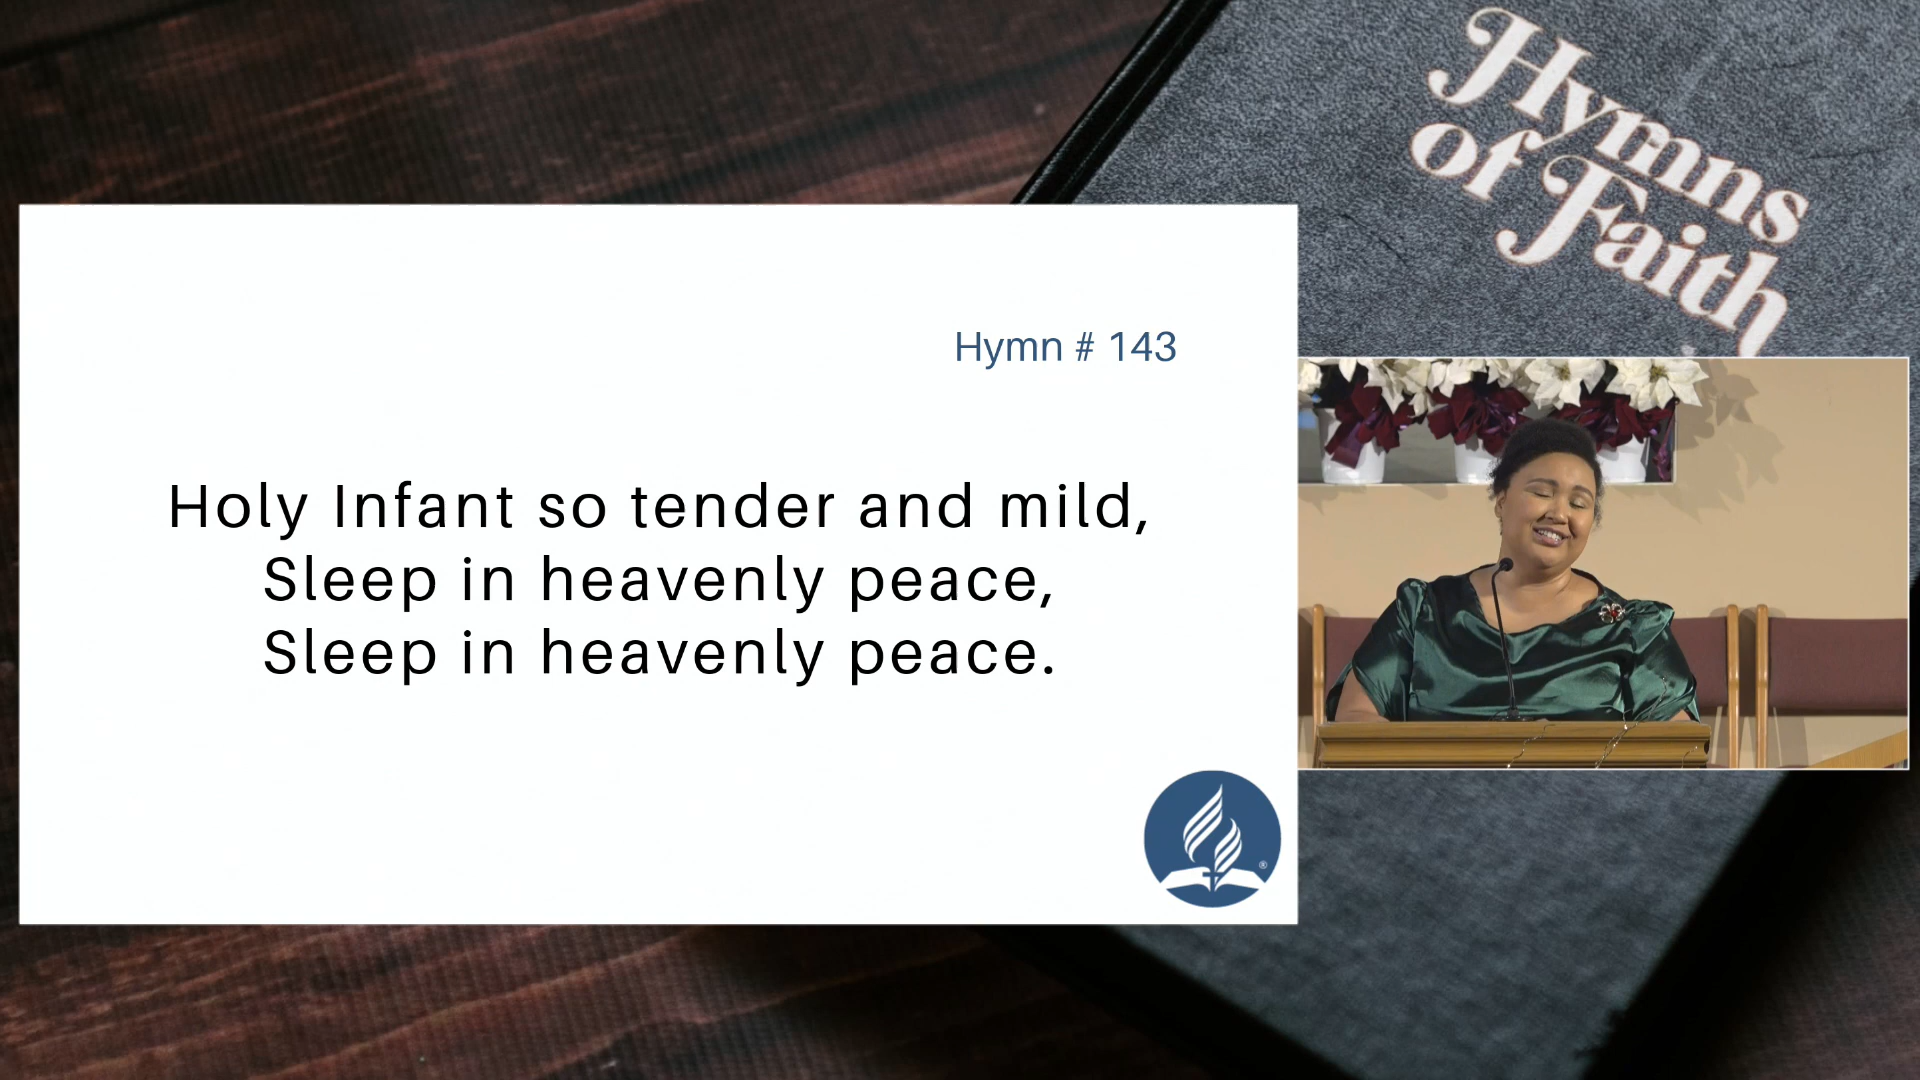 Hymns
of Faith
Hymn # 143
Holy Infant so tender and mild,
Sleep in heavenly peace,
Sleep in heavenly peace.
®